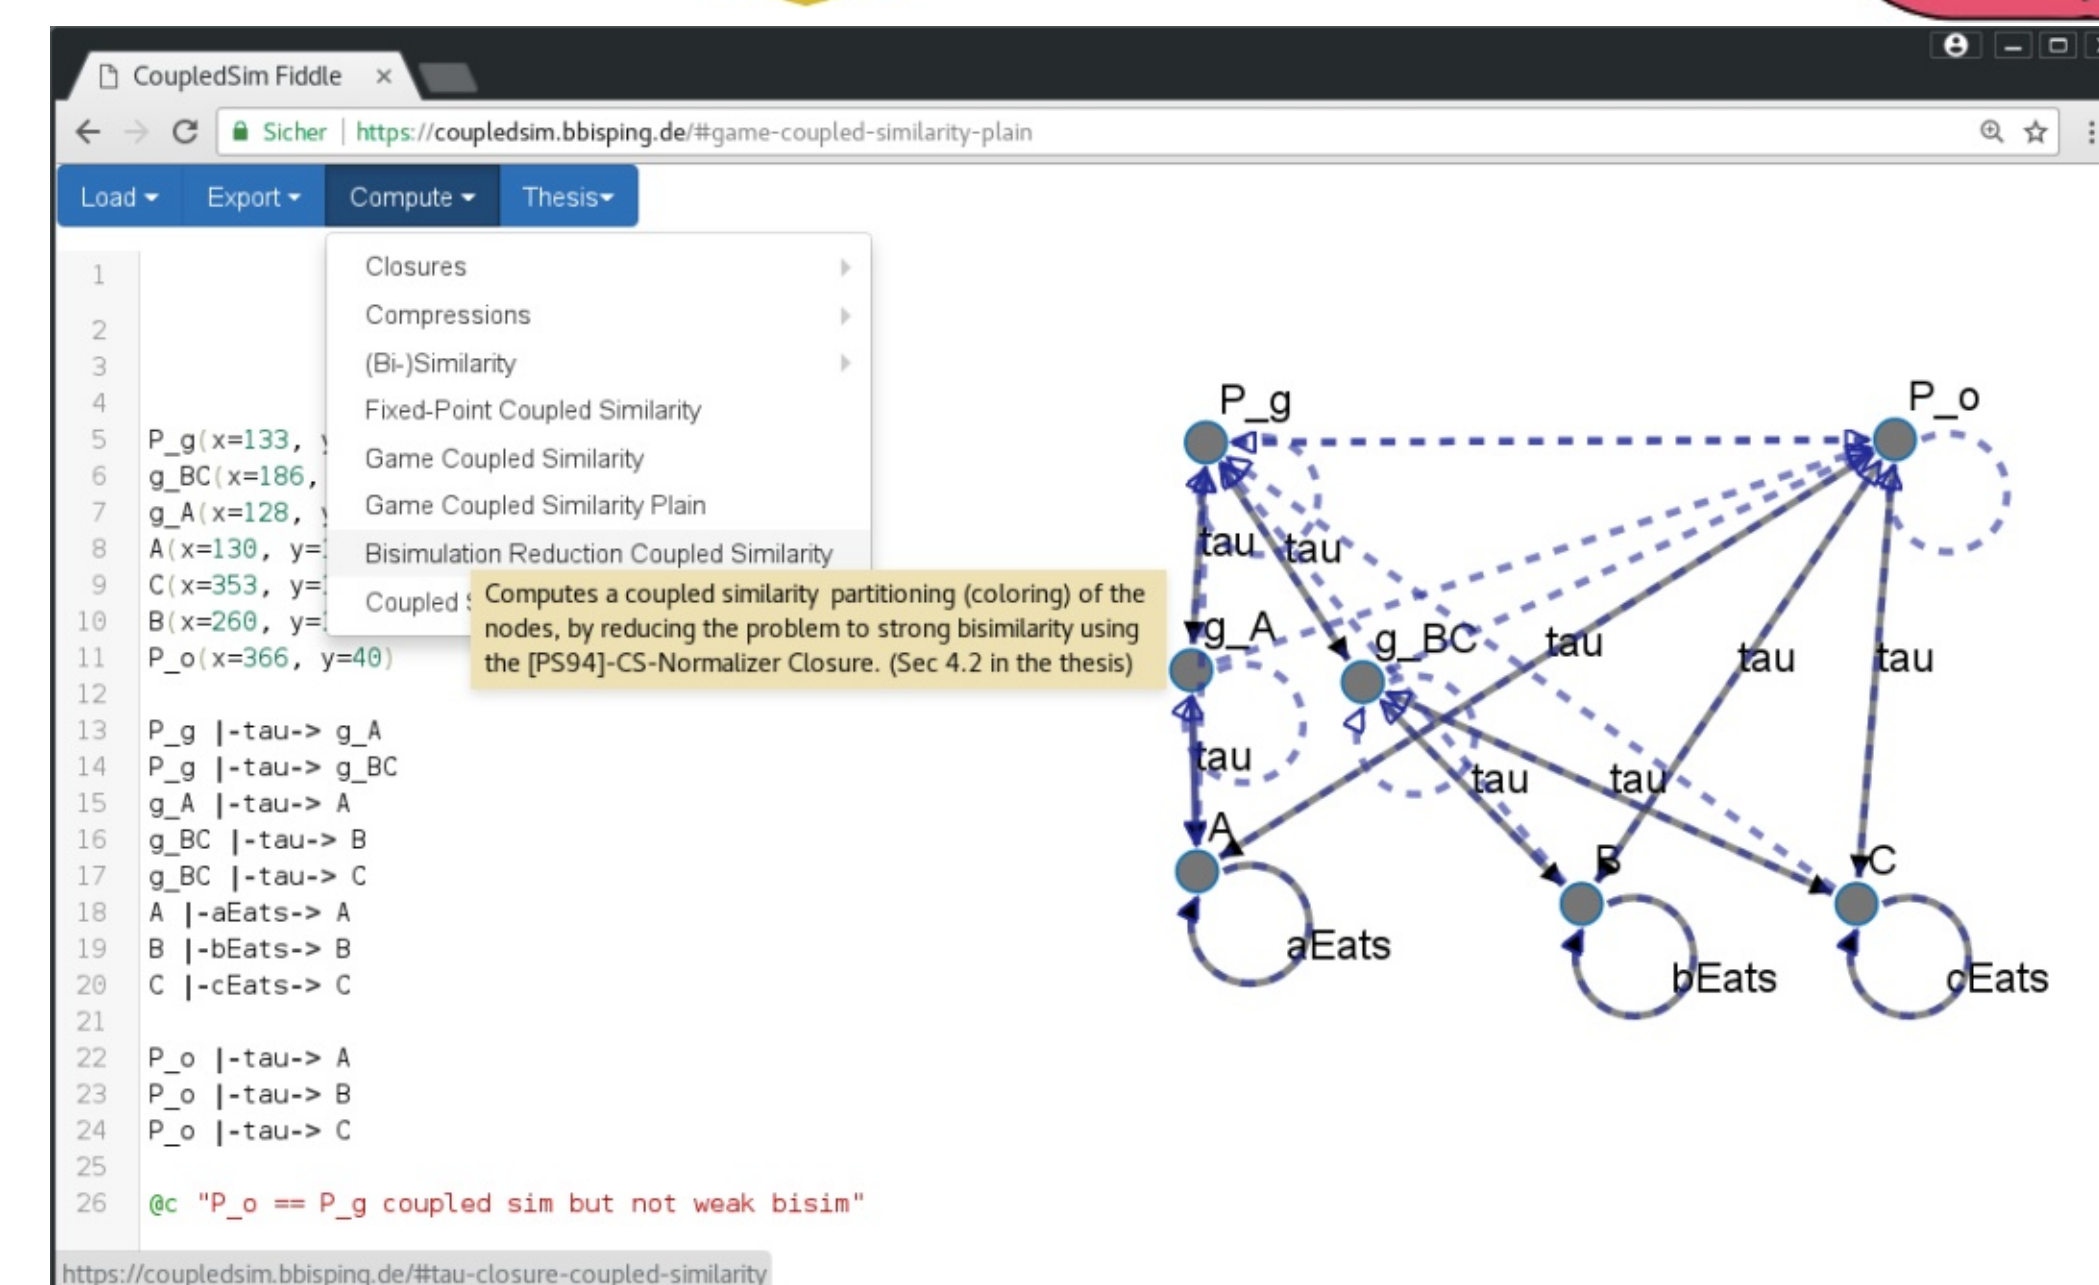 CoupledSim Fiddle ×
Sicher | https://coupledsim.bbisping.de/#game-coupled-similarity-plain
Load Export Compute Thesis
Closures
Compressions
(Bi-)Similarity
Fixed-Point Coupled Similarity
Game Coupled Similarity
Game Coupled Similarity Plain
Bisimulation Reduction Coupled Similarity
Coupled
Computes a coupled similarity partitioning (coloring) of the
nodes, by reducing the problem to strong bisimilarity using
the [PS94]-CS-Normalizer Closure. (Sec 4.2 in the thesis)
1
2
3
4
5 P_g(x=133,
6 g_BC(x=186,
7 g_A(x=128,
8 A(x=130, y=
9 C(x=353, y=
10 B(x=260, y=
11 P_o(x=366, y=40)
12
13 P_g |-tau-> g_A
14 P_g |-tau-> g_BC
15 g_A |-tau-> A
16 g_BC |-tau-> B
17 g_BC |-tau-> C
18 A |-aEats-> A
19 B |-bEats-> B
20 C |-cEats-> C
21
22 P_o |-tau-> A
23 P_o |-tau-> B
24 P_o |-tau-> C
25
26 @c "P_o == P_g coupled sim but not weak bisim"
P_g
P_o
tau
tau
g_A
g_BC
tau
tau
tau
tau
tau
tau
A
B
C
aEats
bEats
cEats
https://coupledsim.bbisping.de/#tau-closure-coupled-similarity